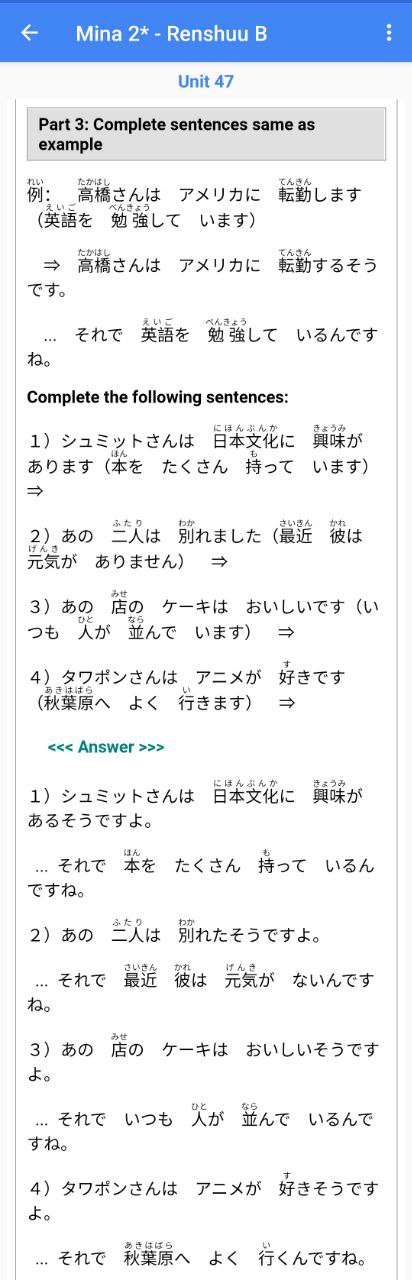 Mina 2* - Renshuu B
Unit 47
Part 3: Complete sentences same as
example
例： 高橋さんは アメリカに 転勤します
（英語を 勉強して います）
⇒ 高橋さんは アメリカに 転勤するそう
です。
... それで 英語を 勉強して いるんです
ね。
Complete the following sentences:
１）シュミットさんは 日本文化に 興味が
あります（本を たくさん 持って います）
⇒
２）あの 二人は 別れました（最近 彼は
元気が ありません） ⇒
３）あの 店の ケーキは おいしいです（い
つも 人が 並んで います） ⇒
４）タワポンさんは アニメが 好きです
（秋葉原へ よく 行きます） ⇒
<<< Answer >>>
１）シュミットさんは 日本文化に 興味が
あるそうですよ。
... それで 本を たくさん 持って いるん
ですね。
２）あの 二人は 別れたそうですよ。
... それで 最近 彼は 元気が ないんです
ね。
３）あの 店の ケーキは おいしいそうです
よ。
... それで いつも 人が 並んで いるんで
すね。
４）タワポンさんは アニメが 好きそうです
よ。
... それで 秋葉原へ よく 行くんですね。